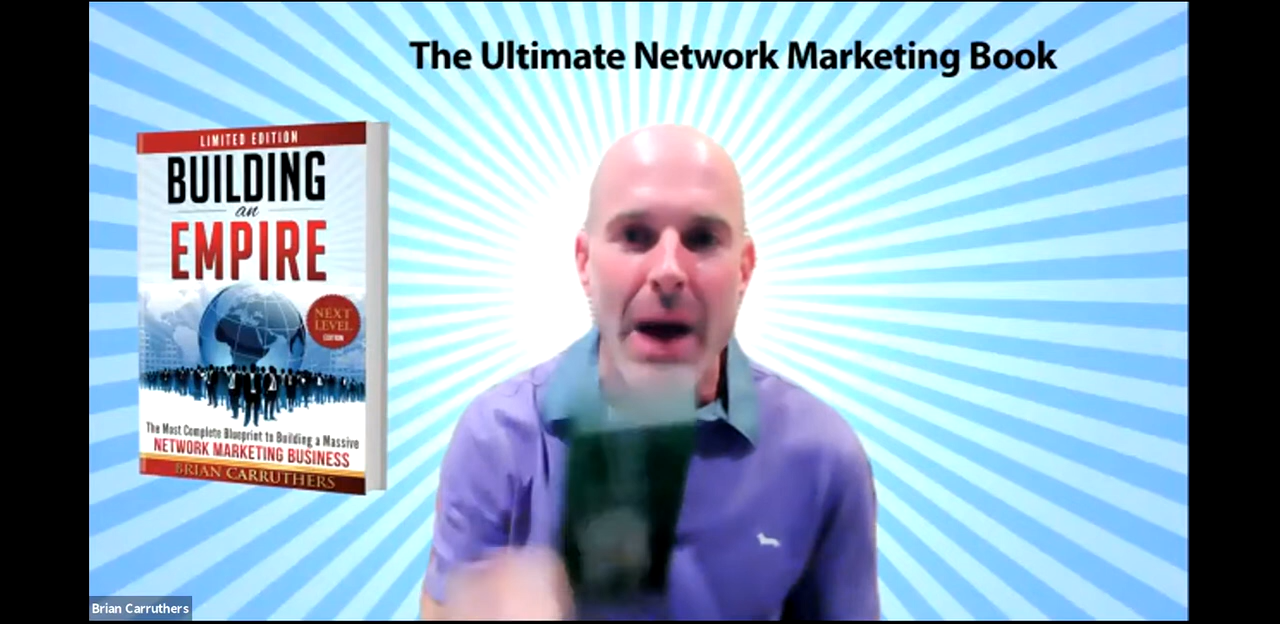 The Ultimate Network Marketing Book
LIMITED EDITION
BUILDING
an
EMPIRE
NEXT
LEVEL
EDITION
The Most Complete Blueprint to Building a Massive
NETWORK MARKETING BUSINESS
BRIAN CARRUTHERS
Brian Carruthers